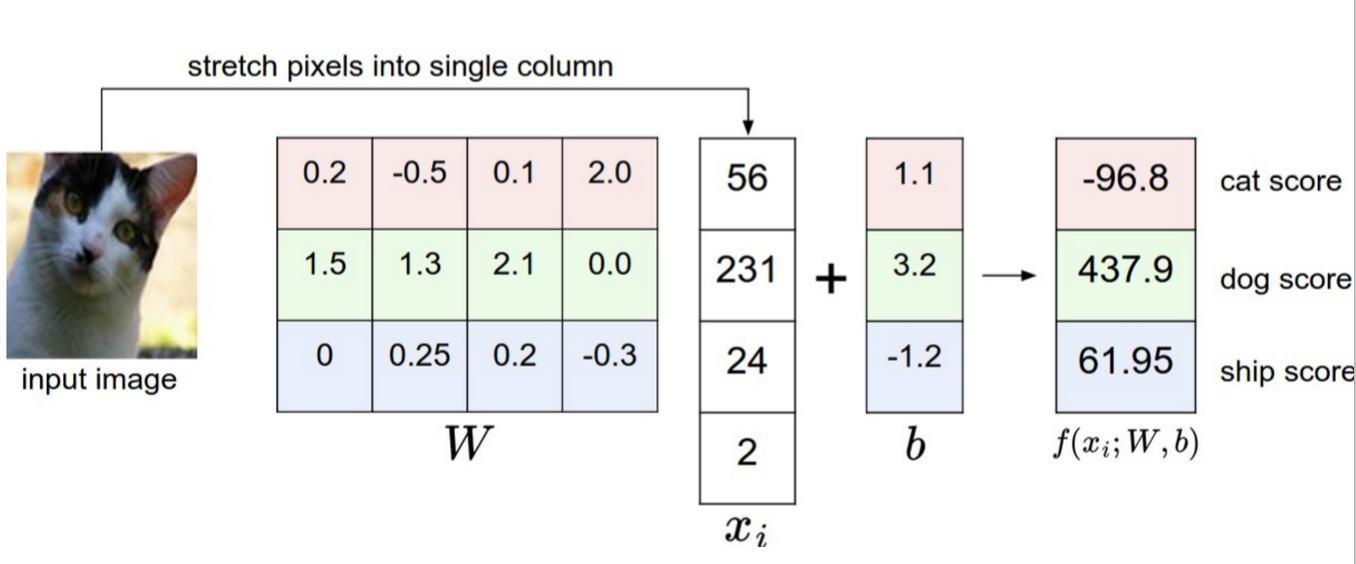 stretch pixels into single column
0.2 -0.5 0.1 2.0
1.5 1.3 2.1 0.0
0 0.25 0.2 -0.3
W
56
231
24
2
x_i
+
1.1
3.2
-1.2
b
-96.8 cat score
437.9 dog score
61.95 ship score
f(x_i; W, b)
input image